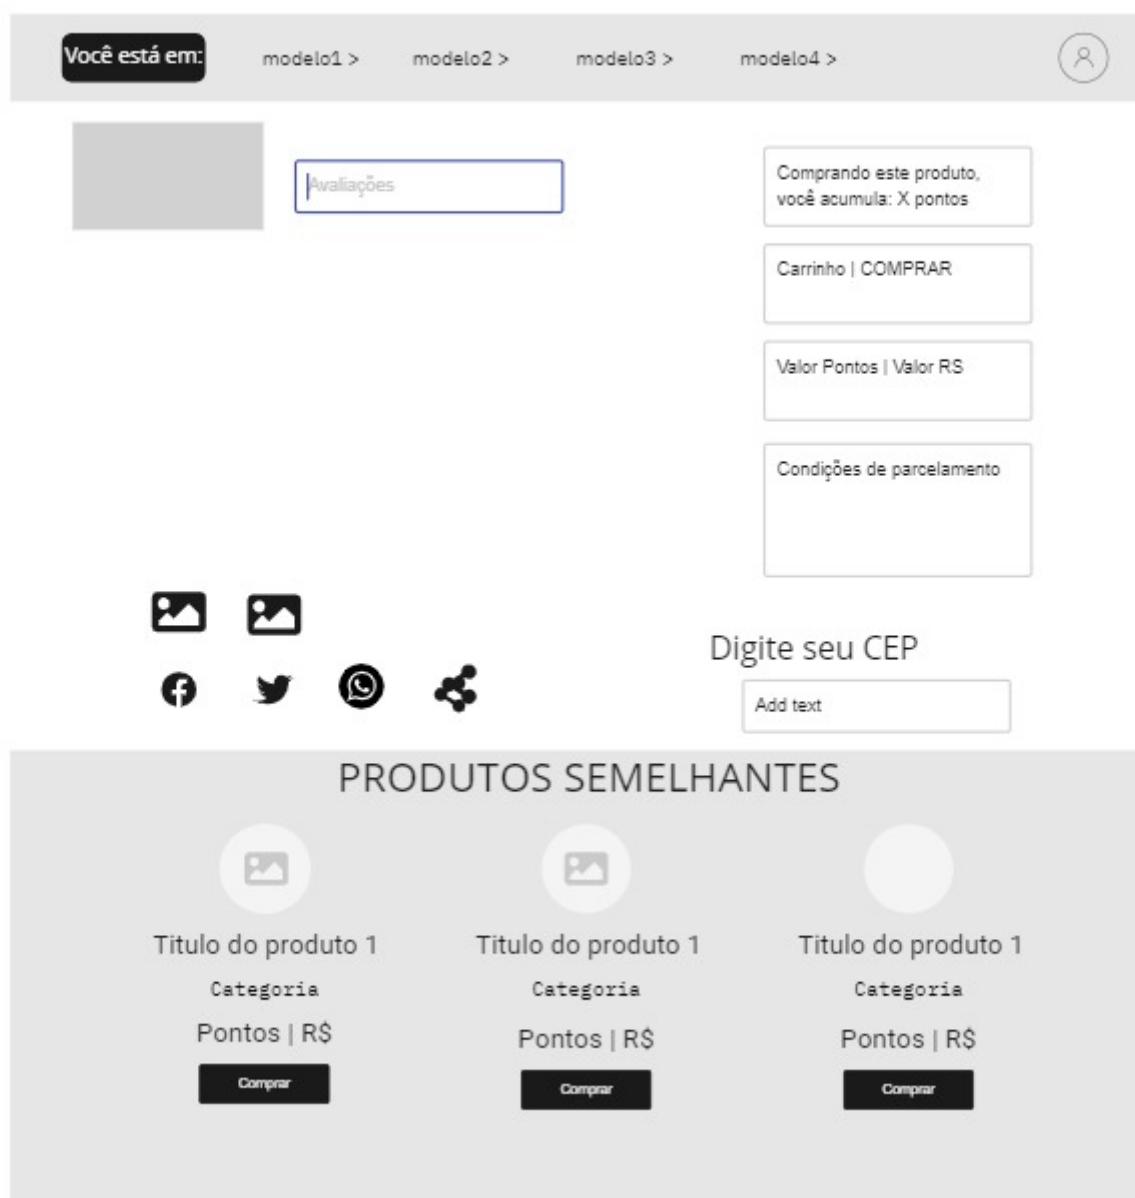 Você está em:
modelo1 >
modelo2 >
modelo3 >
modelo4 >
Avaliações
Comprando este produto,
você acumula: X pontos
Carrinho | COMPRAR
Valor Pontos | Valor RS
Condições de parcelamento
Digite seu CEP
Add text
PRODUTOS SEMELHANTES
Titulo do produto 1
Categoria
Pontos | R$
Comprar
Titulo do produto 1
Categoria
Pontos | R$
Comprar
Titulo do produto 1
Categoria
Pontos | R$
Comprar